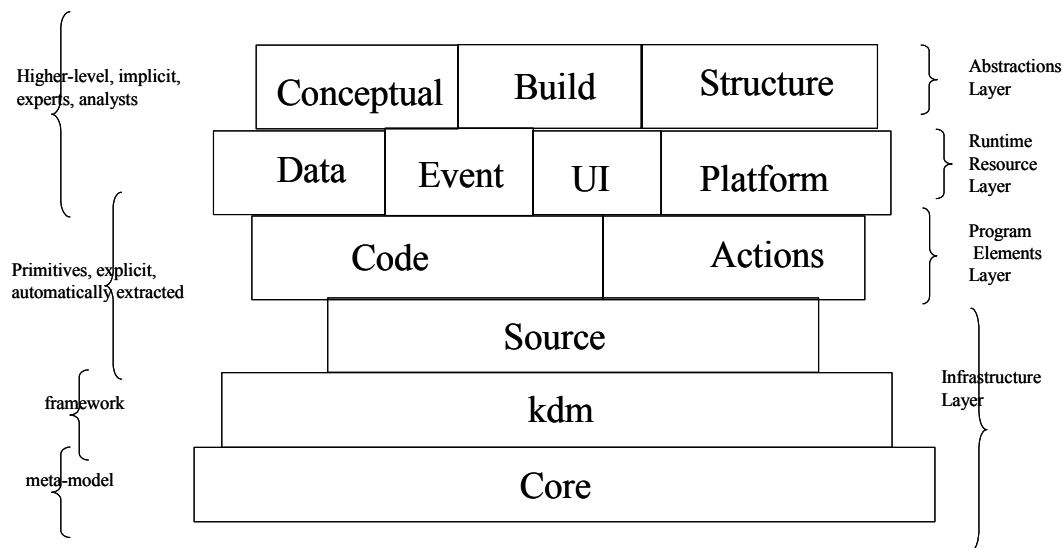 Higher-level, implicit,
experts, analysts
Conceptual
Build
Structure
Abstractions
Layer
Data
Event
UI
Platform
Runtime
Resource
Layer
Primitives, explicit,
automatically extracted
Code
Actions
Program
Elements
Layer
Source
framework
kdm
Infrastructure
Layer
meta-model
Core